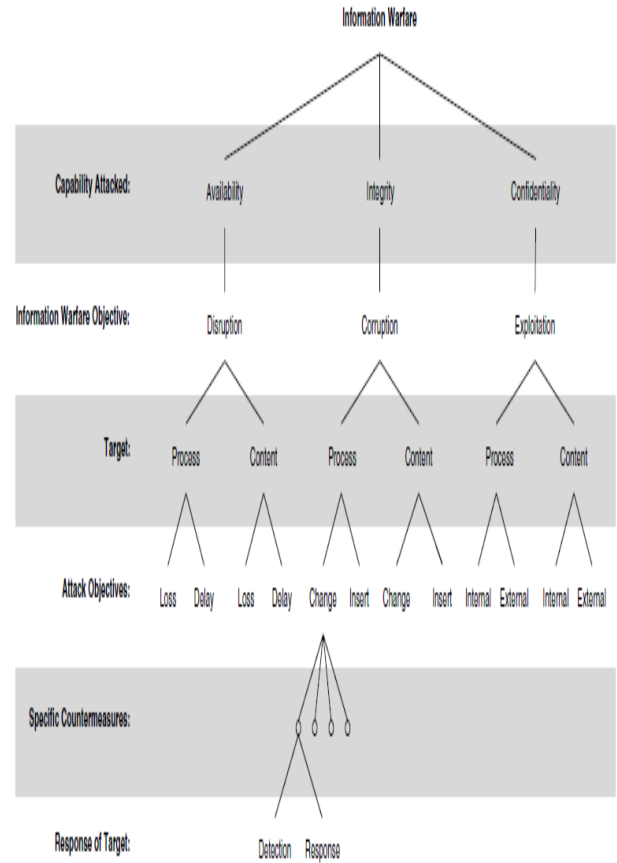 Information Warfare
Capability Attacked: Availability Integrity Confidentiality
Information Warfare Objective: Disruption Corruption Exploitation
Target: Process Content Process Content Process Content
Attack Objectives: Loss Delay Loss Delay Change Insert Change Insert Internal External Internal External
Specific Countermeasures:
Response of Target: Detection Response